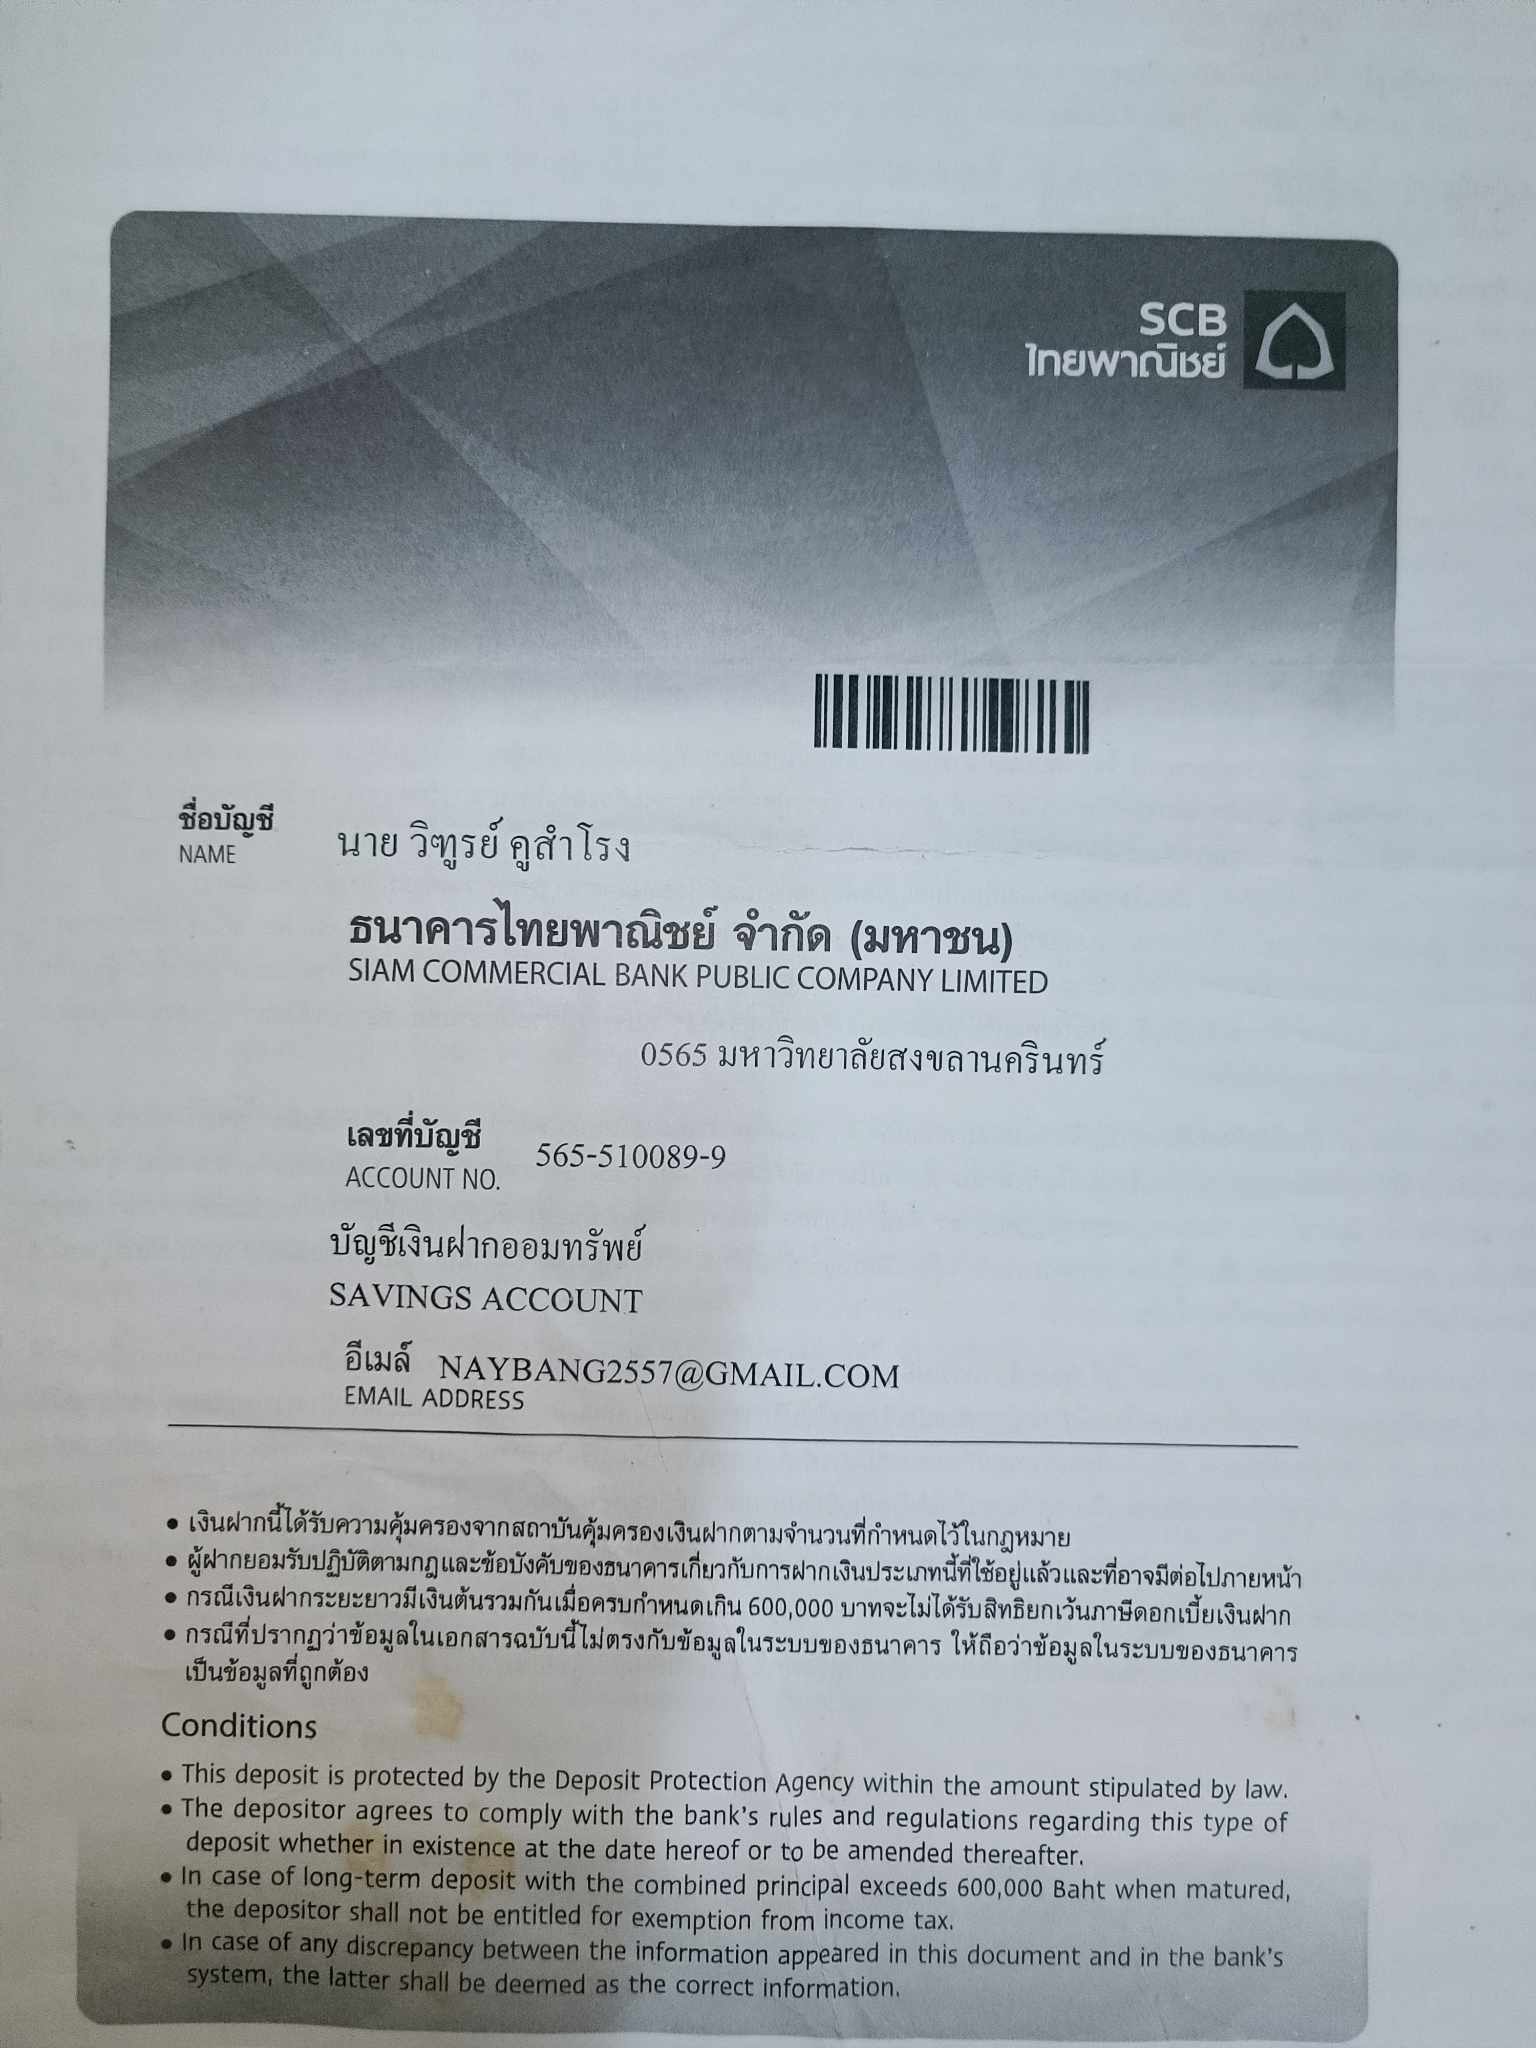 SCB
ไทยพาณิชย์
ชื่อบัญชี
NAME
นาย วิฑูรย์ คูสำโรง
ธนาคารไทยพาณิชย์ จำกัด (มหาชน)
SIAM COMMERCIAL BANK PUBLIC COMPANY LIMITED
0565 มหาวิทยาลัยสงขลานครินทร์
เลขที่บัญชี 565-510089-9
ACCOUNT NO.
บัญชีเงินฝากออมทรัพย์
SAVINGS ACCOUNT
อีเมล์ NAYBANG2557@GMAIL.COM
EMAIL ADDRESS
• เงินฝากนี้ได้รับความคุ้มครองจากสถาบันคุ้มครองเงินฝากตามจำนวนที่กำหนดไว้ในกฎหมาย
• ผู้ฝากยอมรับปฏิบัติตามกฎและข้อบังคับของธนาคารเกี่ยวกับการฝากเงินประเภทนี้ที่ใช้อยู่แล้วและที่อาจมีต่อไปภายหน้า
• กรณีเงินฝากระยะยาวมีเงินต้นรวมกันเมื่อครบกำหนดเกิน 600,000 บาทจะไม่ได้รับสิทธิยกเว้นภาษีดอกเบี้ยเงินฝาก
• กรณีที่ปรากฏว่าข้อมูลในเอกสารฉบับนี้ไม่ตรงกับข้อมูลในระบบของธนาคาร ให้ถือว่าข้อมูลในระบบของธนาคาร
เป็นข้อมูลที่ถูกต้อง
Conditions
• This deposit is protected by the Deposit Protection Agency within the amount stipulated by law.
• The depositor agrees to comply with the bank's rules and regulations regarding this type of
deposit whether in existence at the date hereof or to be amended thereafter.
• In case of long-term deposit with the combined principal exceeds 600,000 Baht when matured,
the depositor shall not be entitled for exemption from income tax.
• In case of any discrepancy between the information appeared in this document and in the bank's
system, the latter shall be deemed as the correct information.